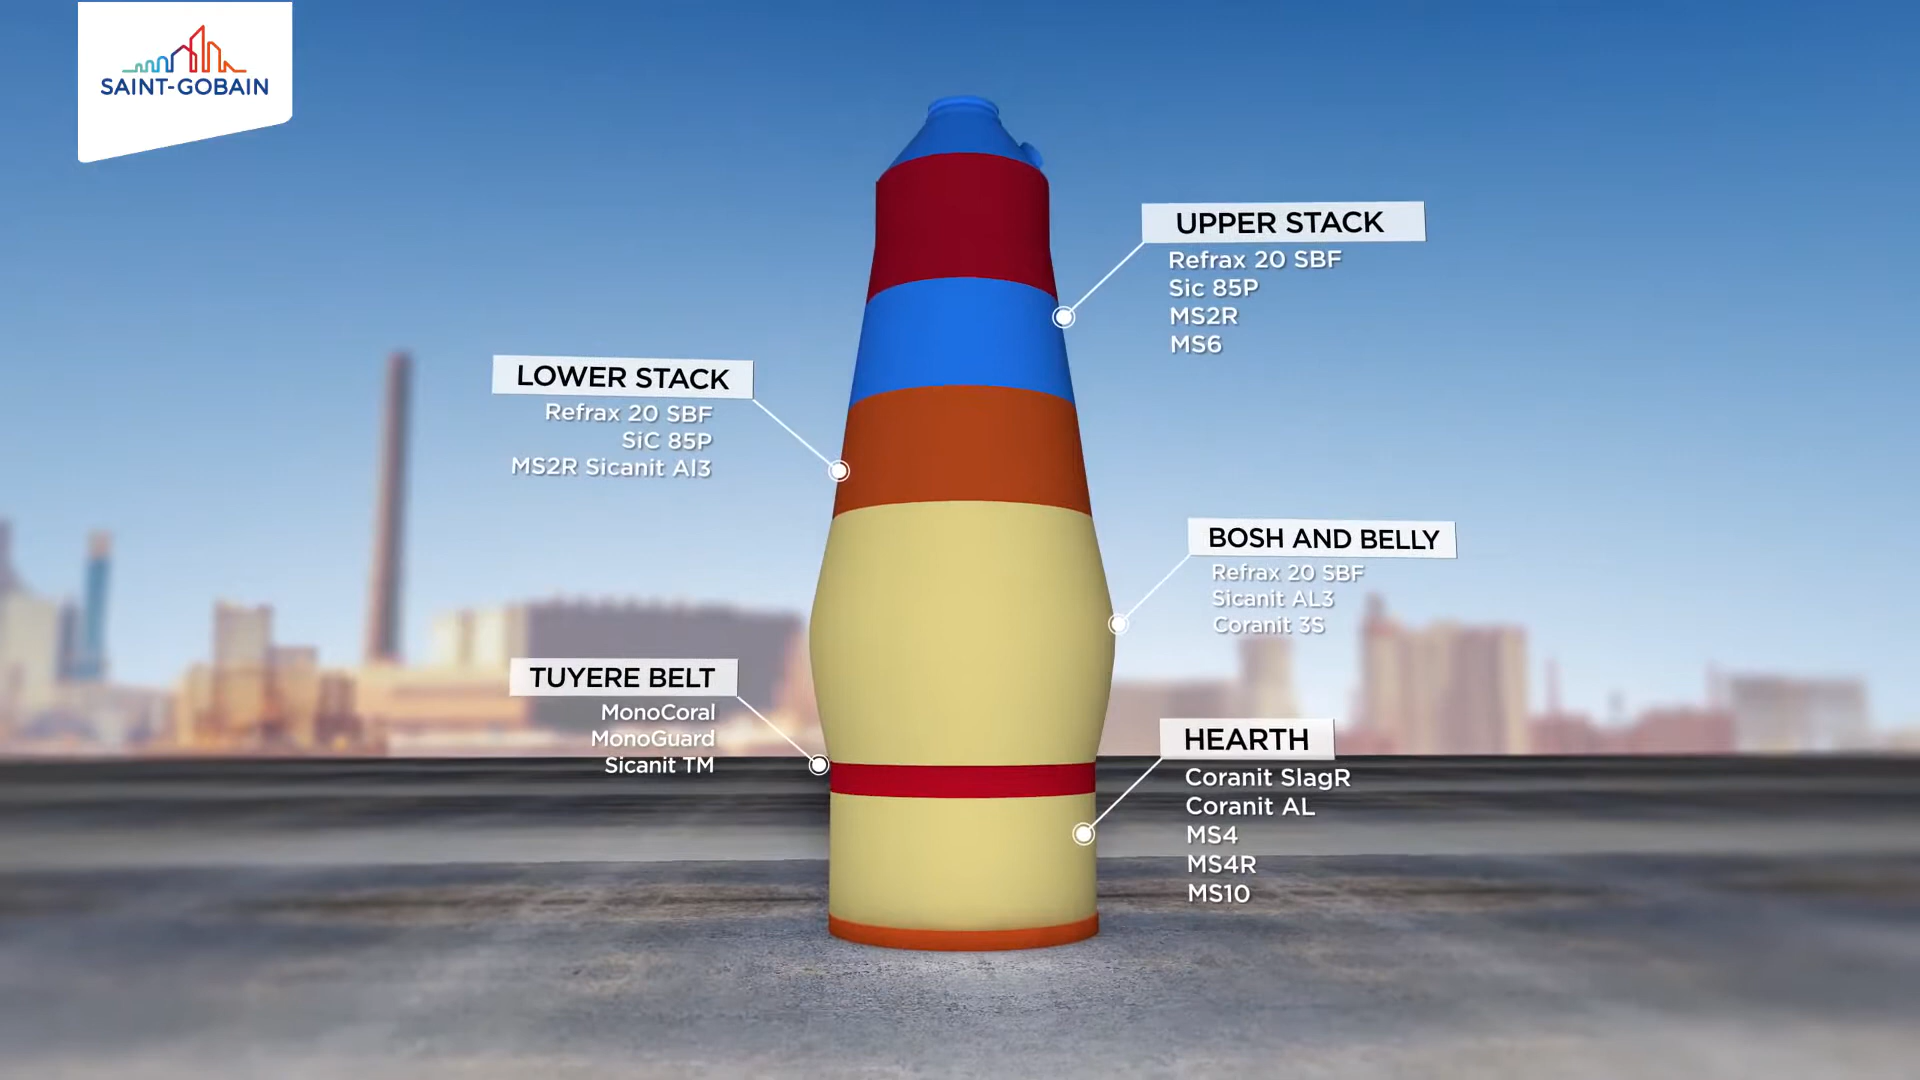 SAINT-GOBAIN
UPPER STACK
Refrax 20 SBF
Sic 85P
MS2R
MS6
LOWER STACK
Refrax 20 SBF
SiC 85P
MS2R Sicanit Al3
BOSH AND BELLY
Refrax 20 SBF
Sicanit AL3
Coranit 3S
TUYERE BELT
MonoCoral
MonoGuard
Sicanit TM
HEARTH
Coranit SlagR
Coranit AL
MS4
MS4R
MS10